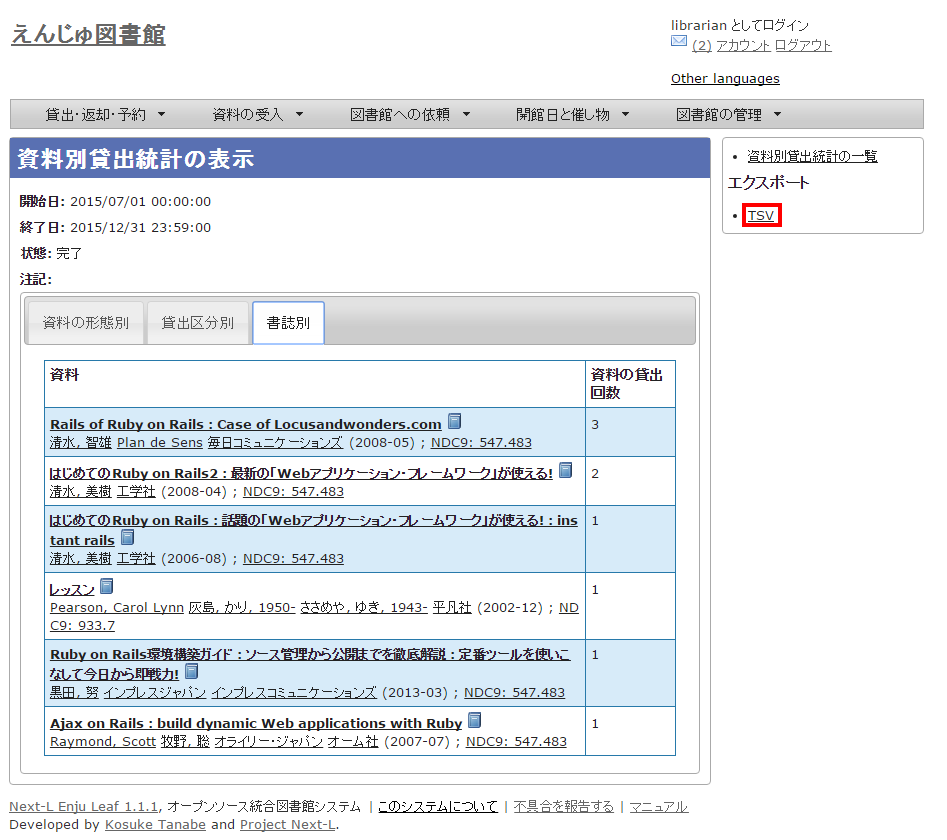 えんじゅ図書館
librarian としてログイン
(2) アカウント ログアウト
Other languages
貸出・返却・予約 ▼ 資料の受入 ▼ 図書館への依頼 ▼ 開館日と催し物 ▼ 図書館の管理 ▼
資料別貸出統計の表示
開始日: 2015/07/01 00:00:00
終了日: 2015/12/31 23:59:00
状態: 完了
注記:
資料の形態別 貸出区分別 書誌別
資料 資料の貸出
回数
Rails of Ruby on Rails : Case of Locusandwonders.com 3
清水, 智雄 Plan de Sens 毎日コミュニケーションズ (2008-05) ; NDC9: 547.483
はじめてのRuby on Rails2 : 最新の「Webアプリケーション・フレームワーク」が使える! 2
清水, 美樹 工学社 (2008-04) ; NDC9: 547.483
はじめてのRuby on Rails : 話題の「Webアプリケーション・フレームワーク」が使える! : ins 1
tant rails
清水, 美樹 工学社 (2006-08) ; NDC9: 547.483
レッスン 1
Pearson, Carol Lynn 灰島, かり, 1950- ささめや, ゆき, 1943- 平凡社 (2002-12) ; ND
C9: 933.7
Ruby on Rails環境構築ガイド : ソース管理から公開までを徹底解説 : 定番ツールを使いこ 1
なして今日から即戦力!
黒田, 努 インプレスジャパン インプレスコミュニケーションズ (2013-03) ; NDC9: 547.483
Ajax on Rails : build dynamic Web applications with Ruby 1
Raymond, Scott 牧野, 聡 オライリー・ジャパン オーム社 (2007-07) ; NDC9: 547.483
• 資料別貸出統計の一覧
エクスポート
• TSV
Next-L Enju Leaf 1.1.1, オープンソース統合図書館システム | このシステムについて | 不具合を報告する | マニュアル
Developed by Kosuke Tanabe and Project Next-L.